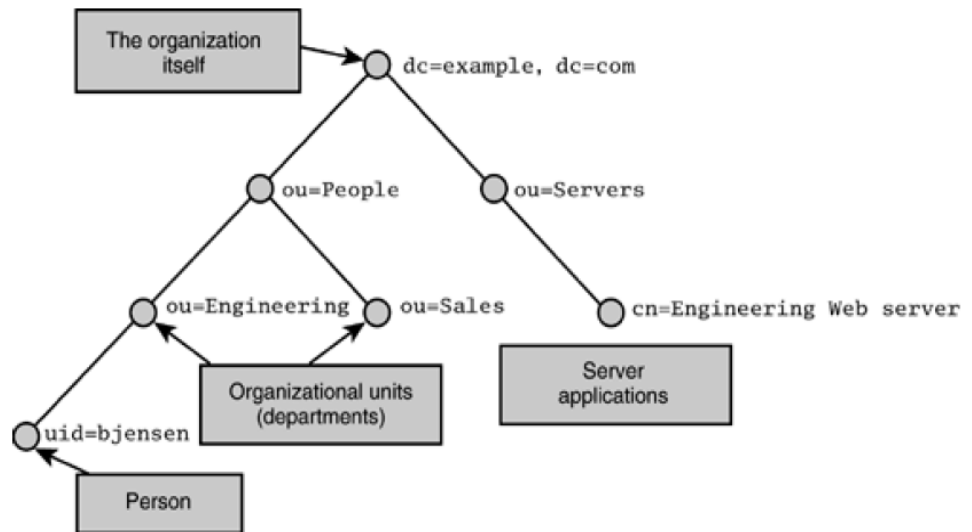 The organization
itself
dc=example, dc=com
ou=People
ou=Servers
ou=Engineering
ou=Sales
cn=Engineering Web server
Organizational units
(departments)
Server
applications
uid=bjensen
Person